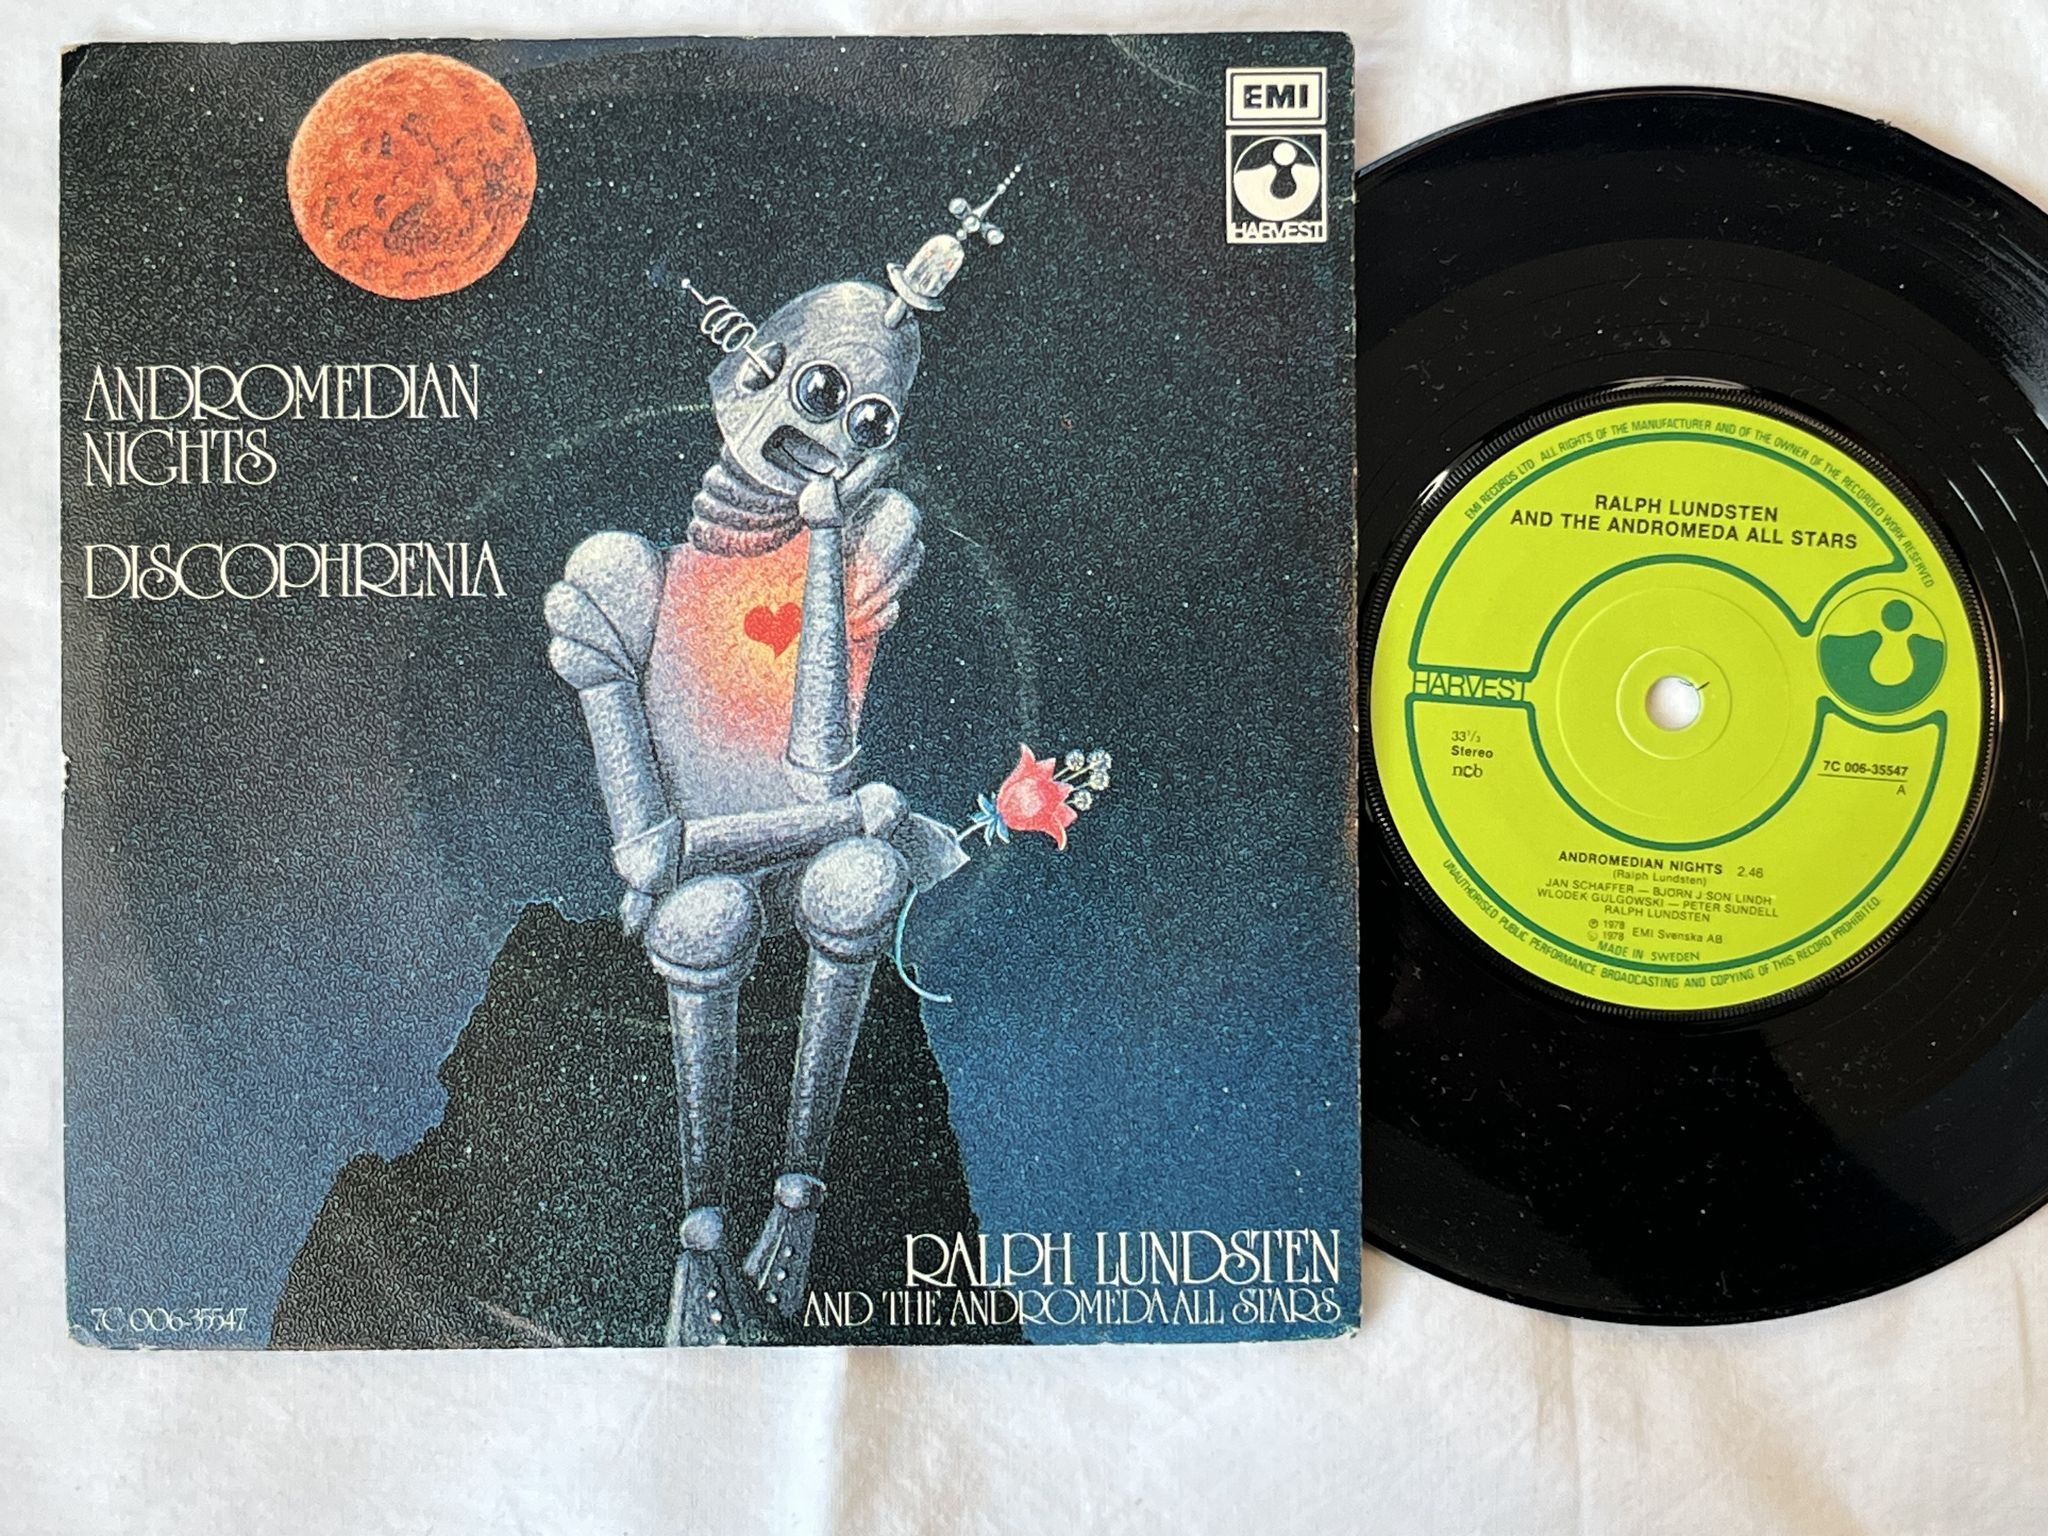 EMI
HARVEST
ANDROMEDIAN
NIGHTS
DISCOPHRENIA
RALPH LUNDSTEN
AND THE ANDROMEDA ALL STARS
7C 006-35547
EMI RECORDS LTD ALL RIGHTS OF THE MANUFACTURER AND OF THE OWNER OF THE RECORDED WORK RESERVED
RALPH LUNDSTEN
AND THE ANDROMEDA ALL STARS
HARVEST
33 1/3
Stereo
ncb
7C 006-35547
A
ANDROMEDIAN NIGHTS 2.46
(Ralph Lundsten)
JAN SCHAFFER – BJÖRN J SON LINDH
WLODEK GULGOWSKI – PETER SUNDELL
RALPH LUNDSTEN
℗ 1978
© 1978 EMI Svenska AB
MADE IN SWEDEN
UNAUTHORISED PUBLIC PERFORMANCE BROADCASTING AND COPYING OF THIS RECORD PROHIBITED